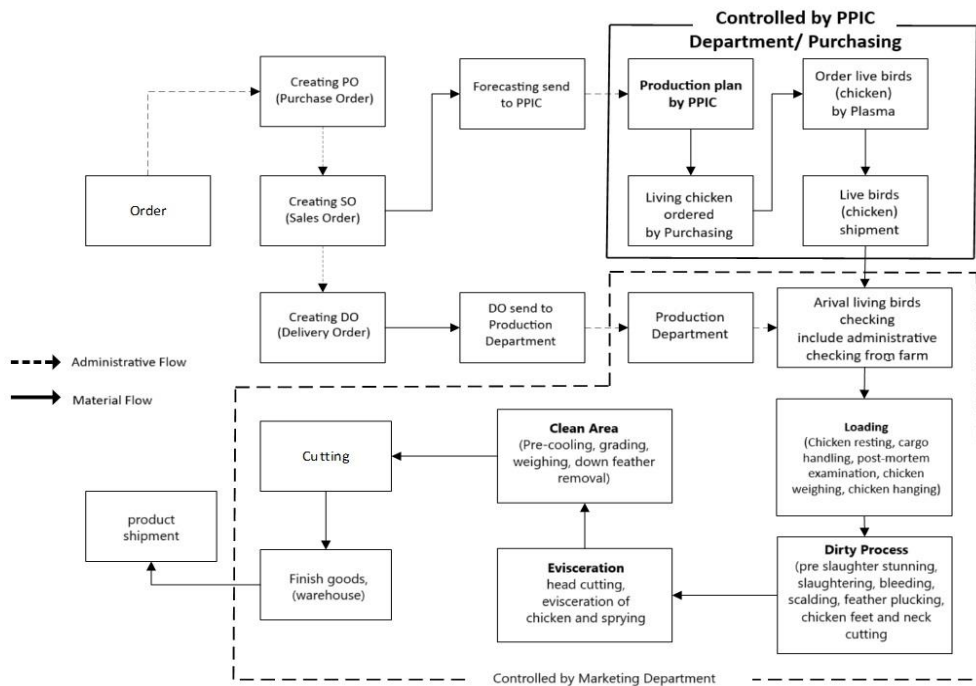 Controlled by PPIC
Department/ Purchasing
Creating PO
(Purchase Order)
Forecasting send
to PPIC
Production plan
by PPIC
Order live birds
(chicken)
by Plasma
Order
Creating SO
(Sales Order)
Living chicken
ordered
by Purchasing
Live birds
(chicken)
shipment
Creating DO
(Delivery Order)
DO send to
Production
Department
Production
Department
Arival living birds
checking
include administrative
checking from farm
Administrative Flow
Material Flow
Cutting
Clean Area
(Pre-cooling, grading,
weighing, down feather
removal)
Loading
(Chicken resting, cargo
handling, post-mortem
examination, chicken
weighing, chicken hanging)
product
shipment
Finish goods,
(warehouse)
Evisceration
head cutting,
evisceration of
chicken and sprying
Dirty Process
(pre slaughter stunning,
slaughtering, bleeding,
scalding, feather plucking,
chicken feet and neck
cutting)
Controlled by Marketing Department